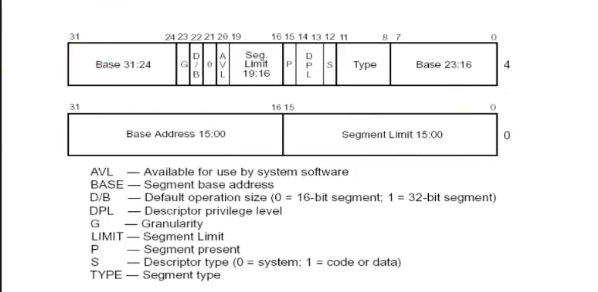 31 24 23 22 21 20 19 16 15 14 13 12 11 8 7 0
Base 31:24 G D/B 0 AVL Seg. Limit 19:16 P DPL S Type Base 23:16 4
31 16 15 0
Base Address 15:00 Segment Limit 15:00 0
AVL — Available for use by system software
BASE — Segment base address
D/B — Default operation size (0 = 16-bit segment; 1 = 32-bit segment)
DPL — Descriptor privilege level
G — Granularity
LIMIT — Segment Limit
P — Segment present
S — Descriptor type (0 = system; 1 = code or data)
TYPE — Segment type